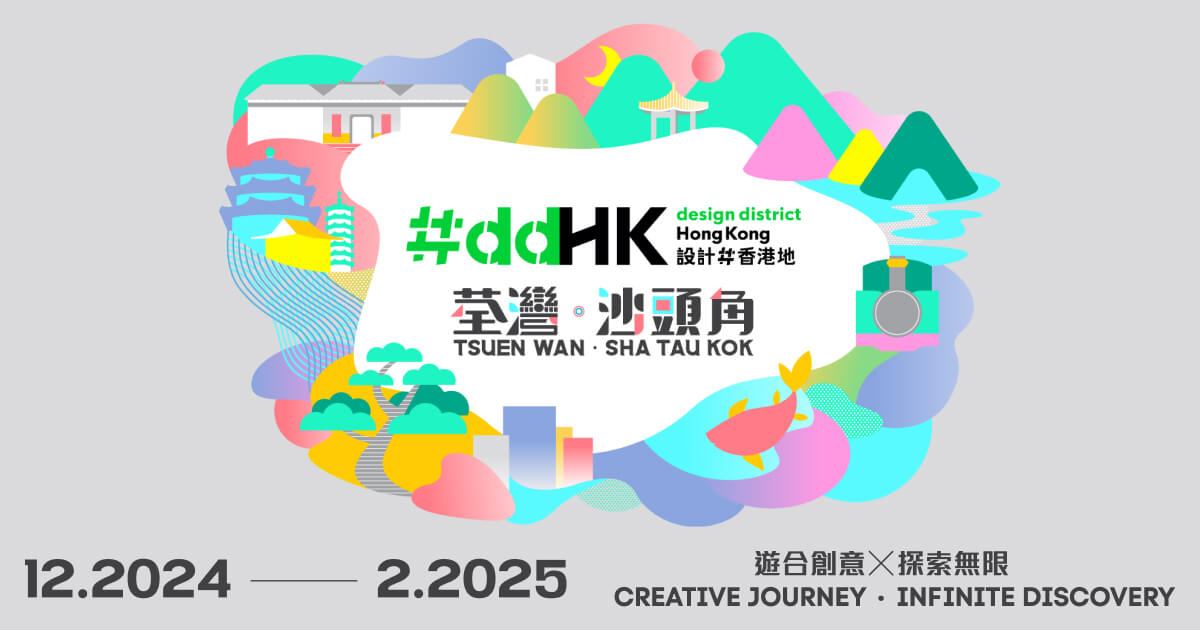 #ddHK
design district
Hong Kong
設計#香港地
荃灣·沙頭角
TSUEN WAN · SHA TAU KOK
12.2024 — 2.2025
遊合創意×探索無限
CREATIVE JOURNEY · INFINITE DISCOVERY